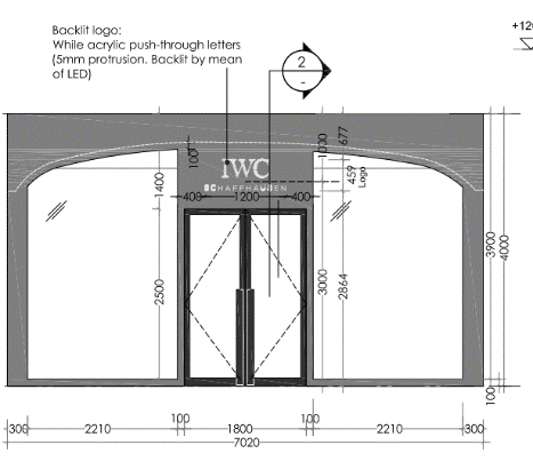 Backlit logo:
While acrylic push-through letters
(5mm protrusion. Backlit by mean
of LED)
2
-
+120
677
1000
100
IWC
SCHAFFHAUSEN
459
Logo
1400
400 1200 400
2500
3000
2864
3900
4000
100
100
100
300 2210 1800 2210 300
7020